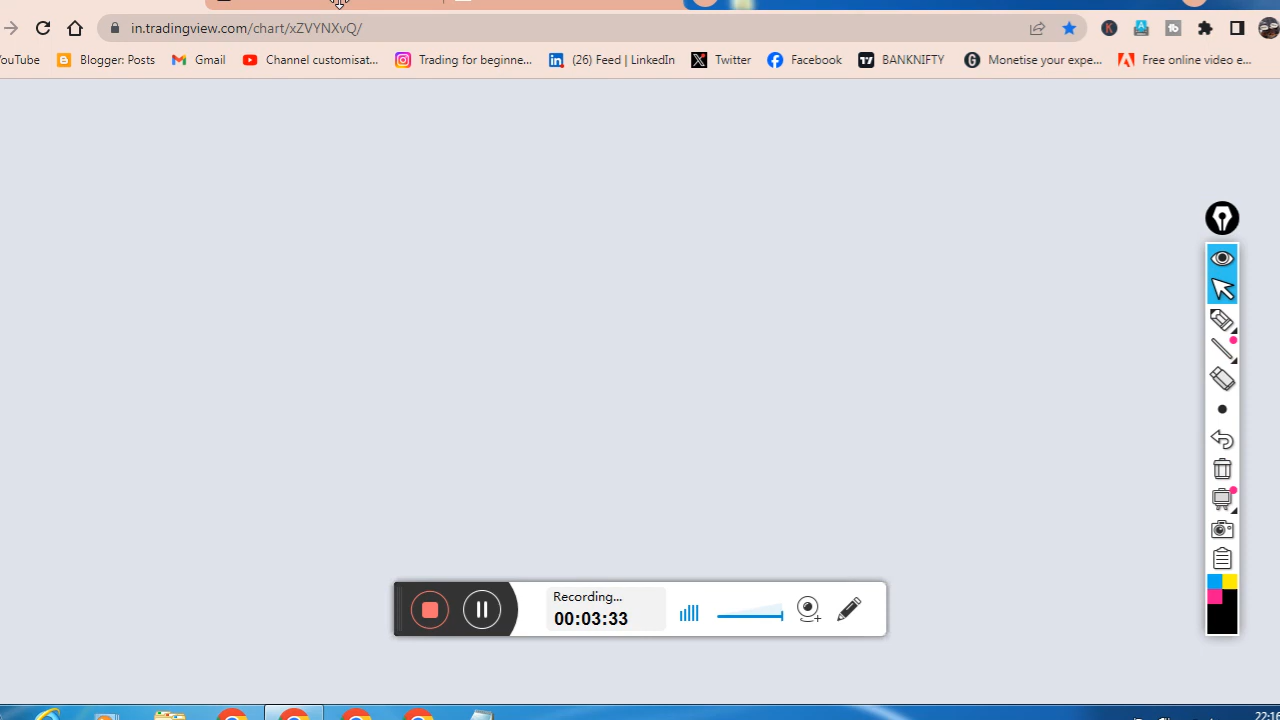 in.tradingview.com/chart/xZVYNXvQ/
ouTube
Blogger: Posts
Gmail
Channel customisat...
Trading for beginne...
(26) Feed | LinkedIn
Twitter
Facebook
BANKNIFTY
Monetise your expe...
Free online video e...
Recording...
00:03:33